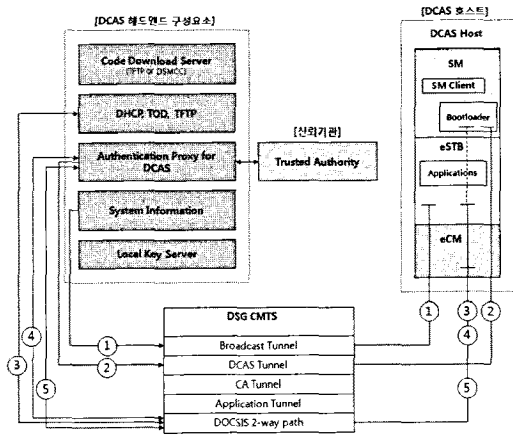 [DCAS 헤드엔드 구성요소]
Code Download Server
(TFTP or DSMCC)
DHCP, TOD, TFTP
Authentication Proxy for
DCAS
System Information
Local Key Server
[신뢰기관]
Trusted Authority
[DCAS 호스트]
DCAS Host
SM
SM Client
Bootloader
eSTB
Applications
eCM
DSG CMTS
Broadcast Tunnel
DCAS Tunnel
CA Tunnel
Application Tunnel
DOCSIS 2-way path
1
2
4
3
5
1
3
2
4
5